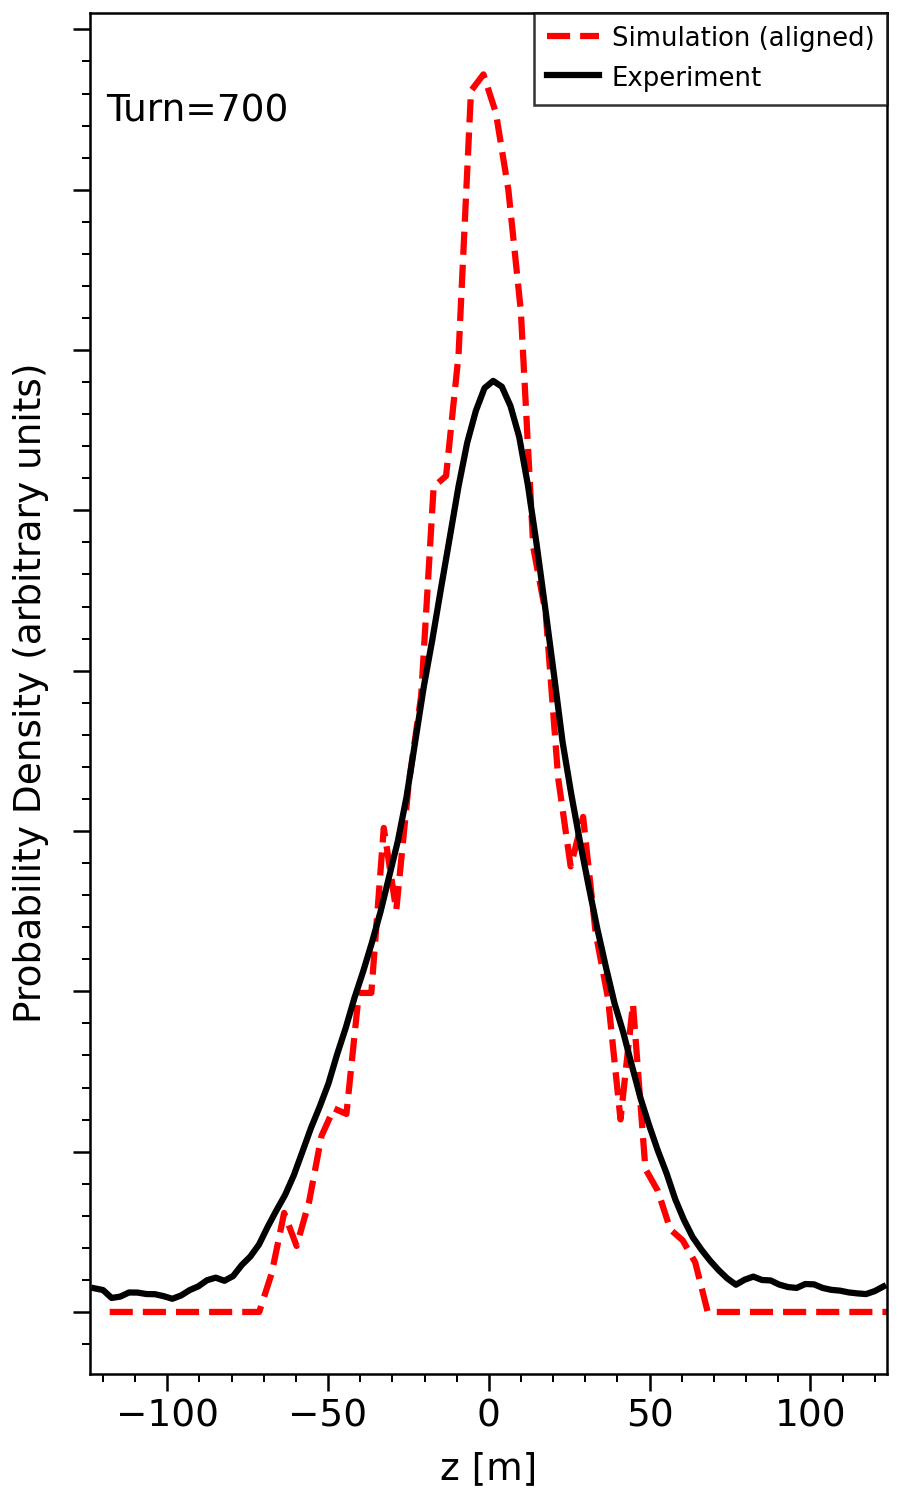 Simulation (aligned)
Experiment
Turn=700
Probability Density (arbitrary units)
−100 −50 0 50 100
z [m]